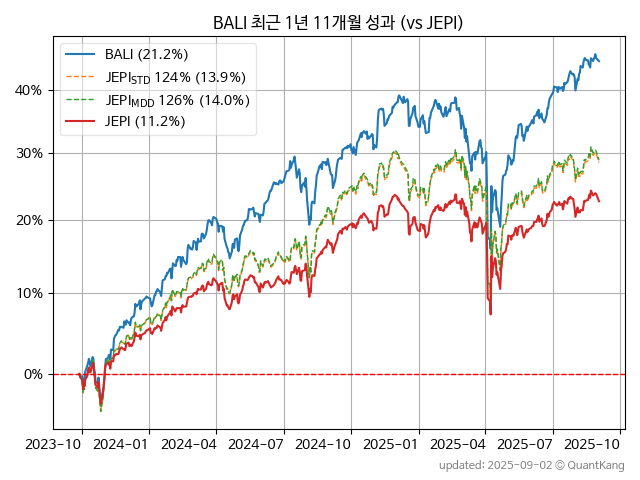 BALI 최근 1년 11개월 성과 (vs JEPI)
BALI (21.2%)
JEPI_STD 124% (13.9%)
JEPI_MDD 126% (14.0%)
JEPI (11.2%)
40%
30%
20%
10%
0%
2023-10 2024-01 2024-04 2024-07 2024-10 2025-01 2025-04 2025-07 2025-10
updated: 2025-09-02 © QuantKang